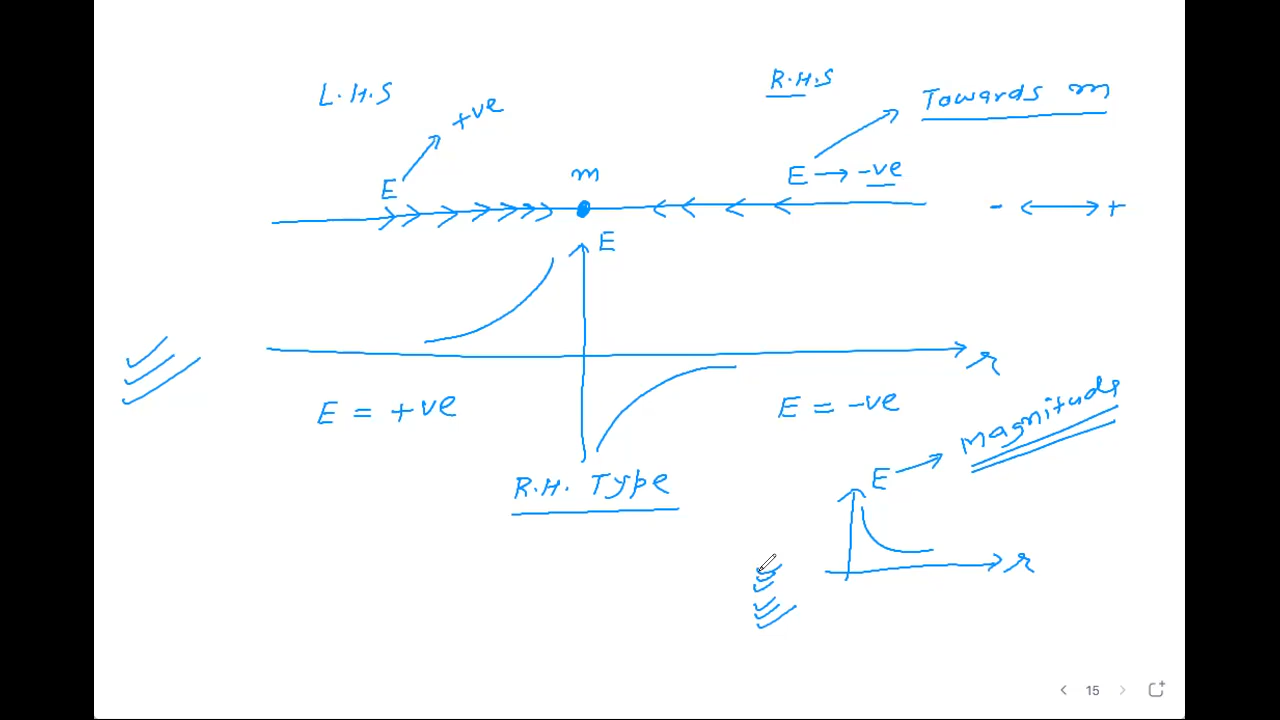 L.H.S
R.H.S
Towards m
+ve
E
m
E → -ve
- ↔ +
E
r
E = +ve
E = -ve
magnitude
E
R.H. Type
r
15